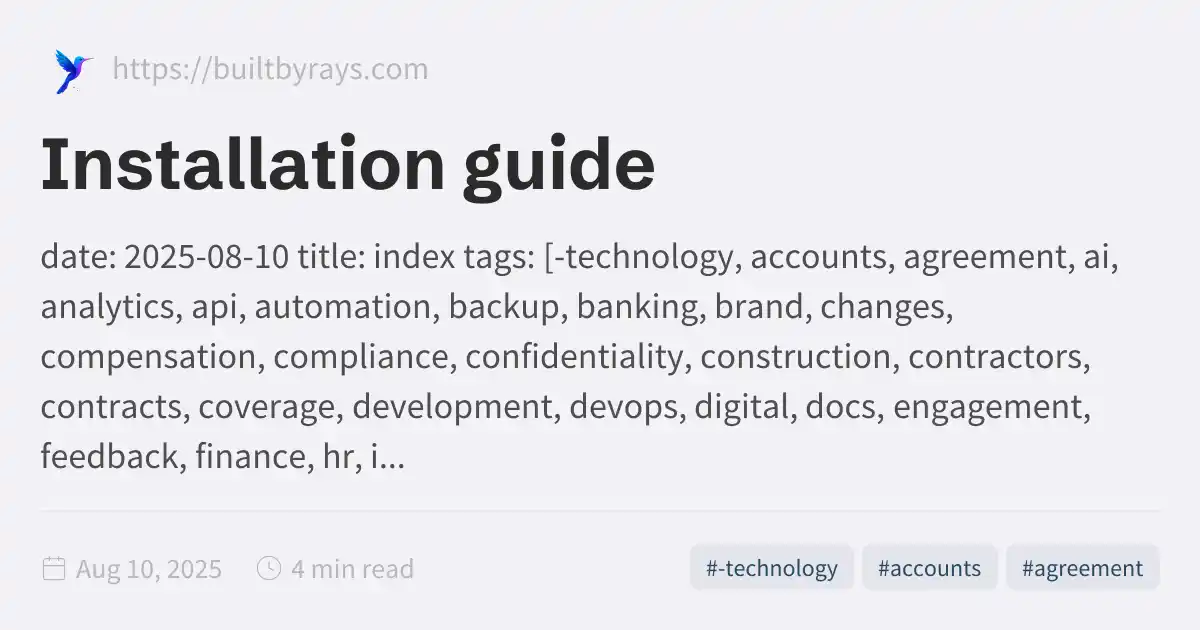 https://builtbyrays.com
Installation guide
date: 2025-08-10 title: index tags: [-technology, accounts, agreement, ai,
analytics, api, automation, backup, banking, brand, changes,
compensation, compliance, confidentiality, construction, contractors,
contracts, coverage, development, devops, digital, docs, engagement,
feedback, finance, hr, i...
Aug 10, 2025 4 min read #-technology #accounts #agreement